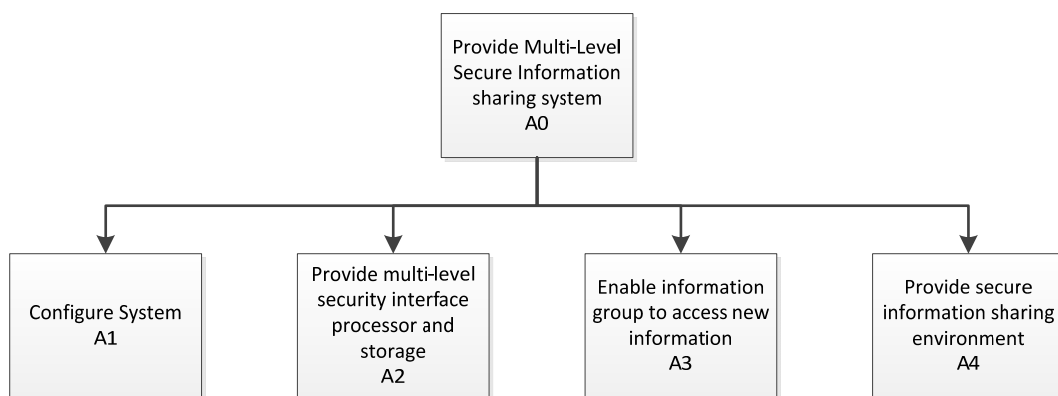 Provide Multi-Level
Secure Information
sharing system
A0
Configure System
A1
Provide multi-level
security interface
processor and
storage
A2
Enable information
group to access new
information
A3
Provide secure
information sharing
environment
A4